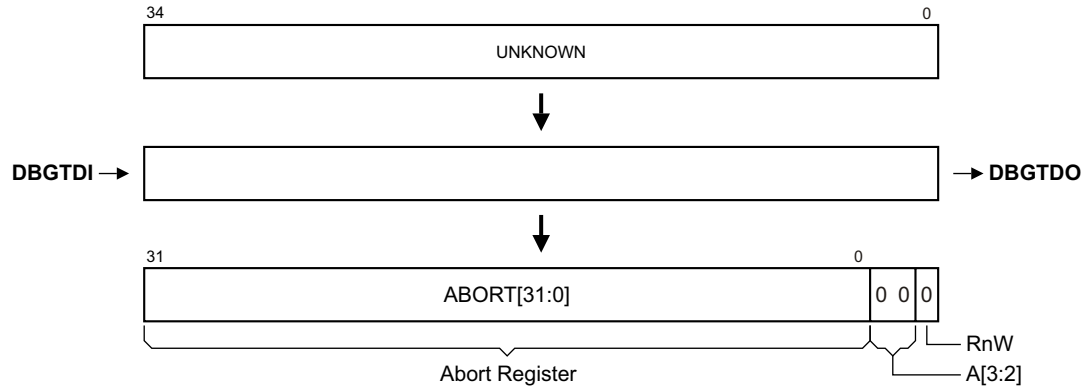 34 0
UNKNOWN
DBGTDI DBGTDO
31 0
ABORT[31:0] 0 0 0
RnW
Abort Register A[3:2]